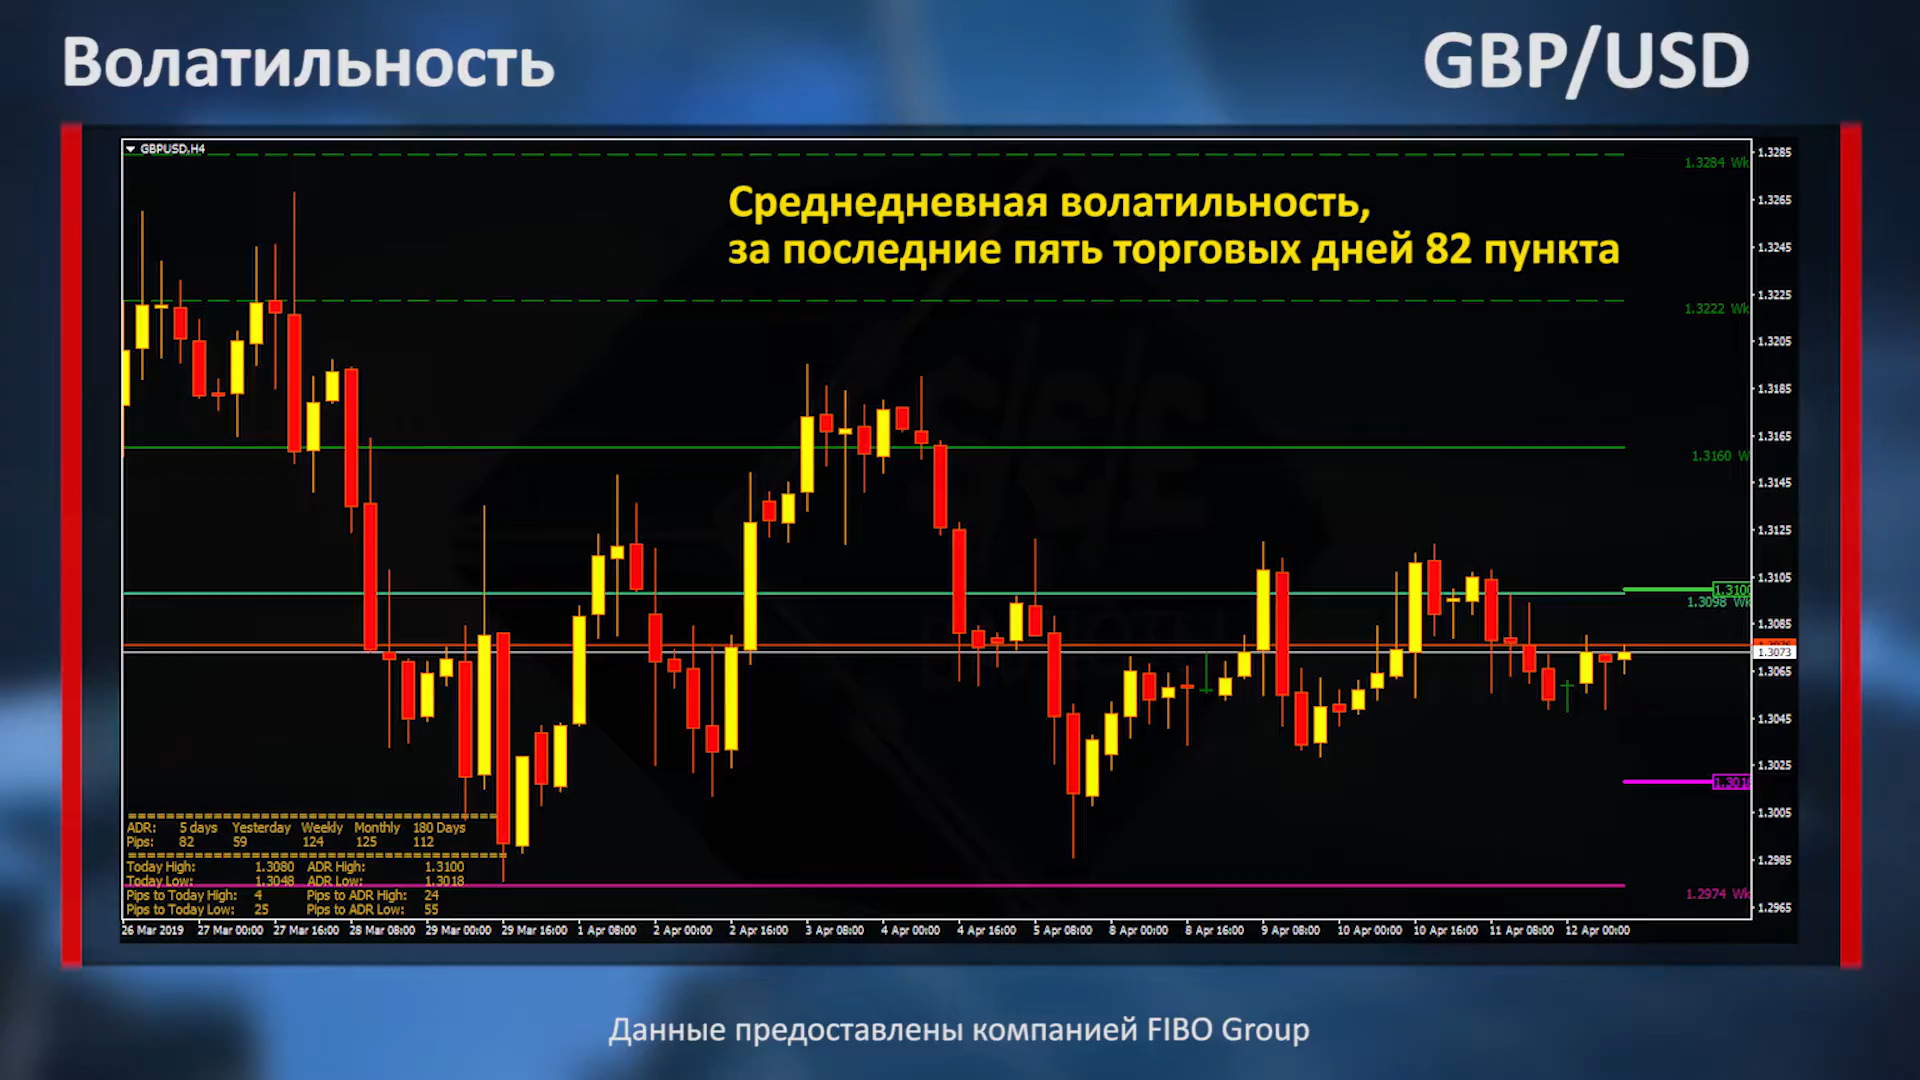 Волатильность
GBP/USD
GBPUSD,H4
1.3285
1.3284 Wk
Среднедневная волатильность,
за последние пять торговых дней 82 пункта
1.3265
1.3245
1.3225
1.3222 Wk
1.3205
1.3185
1.3165
1.3160 W
1.3145
1.3125
1.3105
1.3100
1.3098 Wk
1.3085
1.3073
1.3065
1.3045
1.3025
1.3018
1.3005
1.2985
1.2974 Wk
1.2965
ADR: 5 days Yesterday Weekly Monthly 180 Days
Pips: 82 59 124 125 112
Today High: 1.3080 ADR High: 1.3100
Today Low: 1.3048 ADR Low: 1.3018
Pips to Today High: 4 Pips to ADR High: 24
Pips to Today Low: 25 Pips to ADR Low: 55
26 Mar 2019 27 Mar 00:00 27 Mar 16:00 28 Mar 08:00 29 Mar 00:00 29 Mar 16:00 1 Apr 08:00 2 Apr 00:00 2 Apr 16:00 3 Apr 08:00 4 Apr 00:00 4 Apr 16:00 5 Apr 08:00 8 Apr 00:00 8 Apr 16:00 9 Apr 08:00 10 Apr 00:00 10 Apr 16:00 11 Apr 08:00 12 Apr 00:00
Данные предоставлены компанией FIBO Group